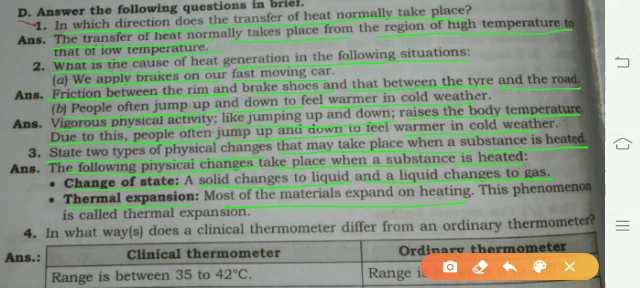 D. Answer the following questions in brief.
1. In which direction does the transfer of heat normally take place?
Ans. The transfer of heat normally takes place from the region of high temperature to
that of low temperature.
2. What is the cause of heat generation in the following situations:
(a) We apply brakes on our fast moving car.
Ans. Friction between the rim and brake shoes and that between the tyre and the road.
(b) People often jump up and down to feel warmer in cold weather.
Ans. Vigorous physical activity; like jumping up and down; raises the body temperature.
Due to this, people often jump up and down to feel warmer in cold weather.
3. State two types of physical changes that may take place when a substance is heated.
Ans. The following physical changes take place when a substance is heated:
• Change of state: A solid changes to liquid and a liquid changes to gas.
• Thermal expansion: Most of the materials expand on heating. This phenomenon
is called thermal expansion.
4. In what way(s) does a clinical thermometer differ from an ordinary thermometer?
Ans.: Clinical thermometer Ordinary thermometer
Range is between 35 to 42°C. Range